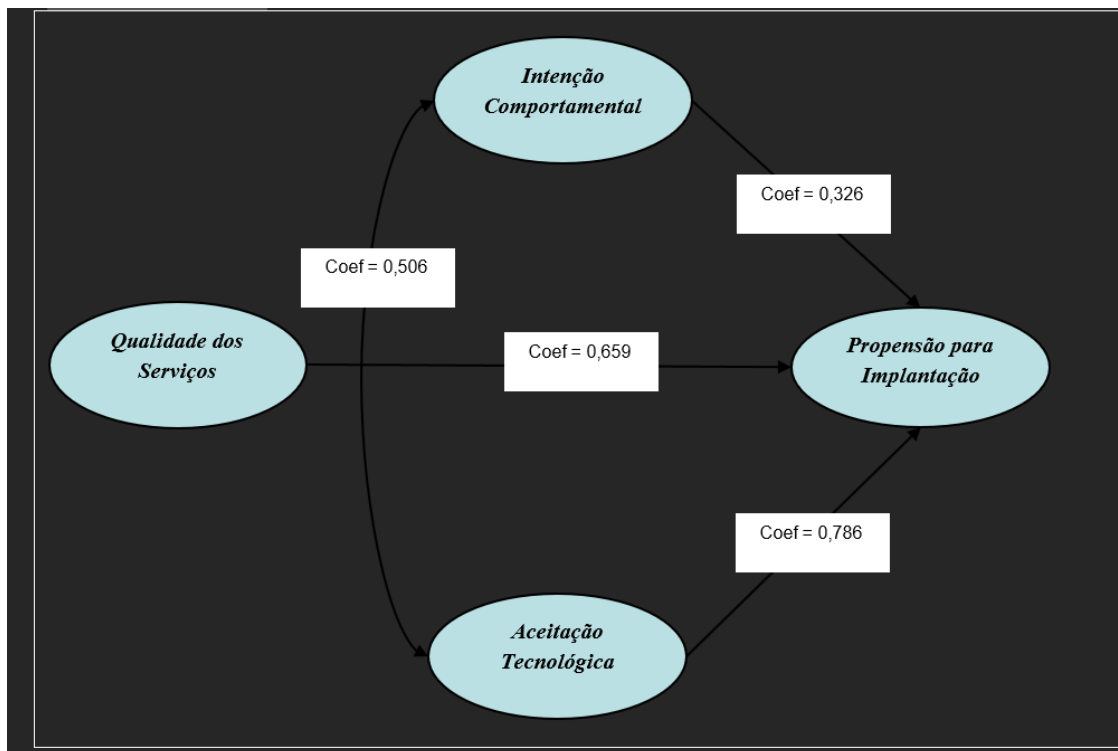 Intenção
Comportamental
Coef = 0,326
Coef = 0,506
Qualidade dos
Serviços
Coef = 0,659
Propensão para
Implantação
Coef = 0,786
Aceitação
Tecnológica